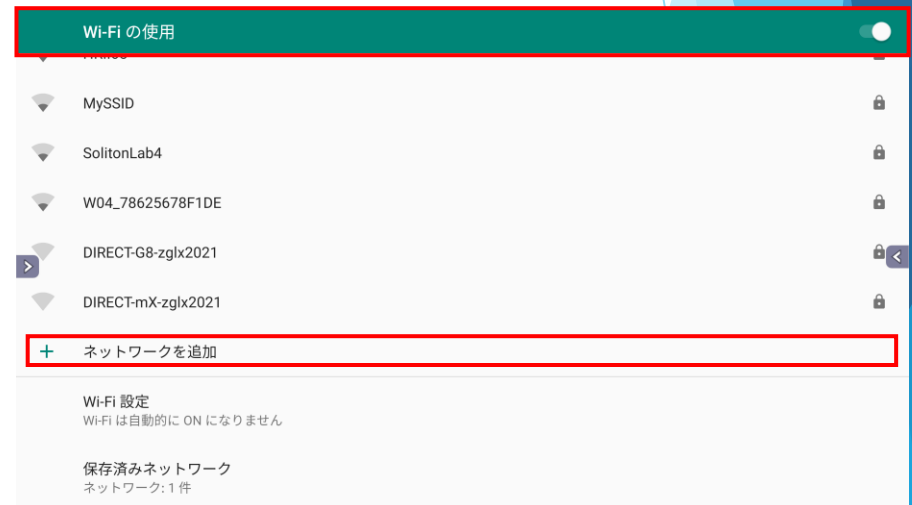 Wi-Fi の使用
MySSID
SolitonLab4
W04_78625678F1DE
DIRECT-G8-zglx2021
DIRECT-mX-zglx2021
ネットワークを追加
Wi-Fi 設定
Wi-Fi は自動的に ON になりません
保存済みネットワーク
ネットワーク: 1 件